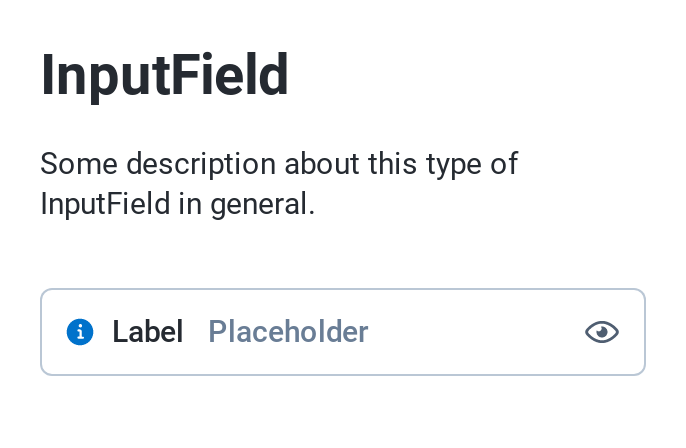 InputField
Some description about this type of
InputField in general.
Label Placeholder